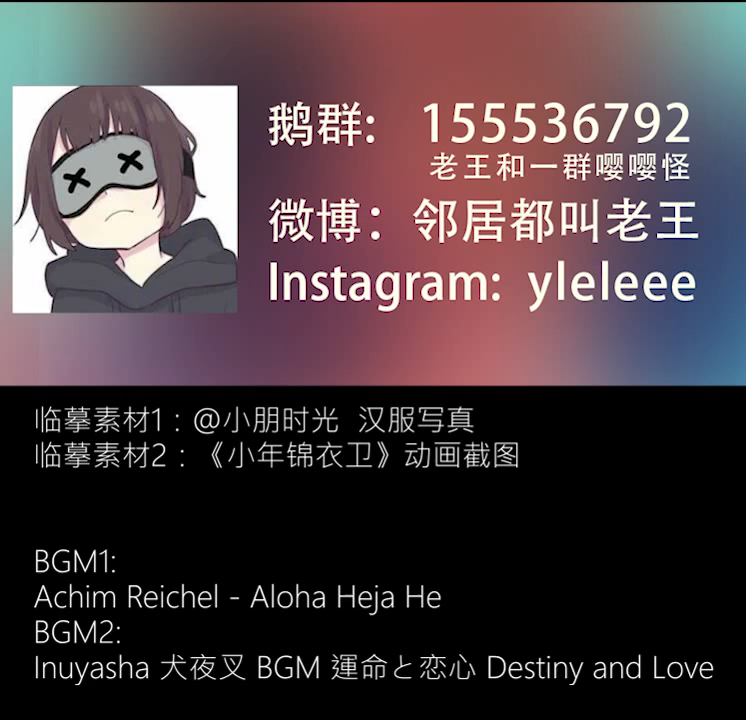 鹅群: 155536792
老王和一群嘤嘤怪
微博：邻居都叫老王
Instagram: yleleee
临摹素材1：@小朋时光 汉服写真
临摹素材2：《小年锦衣卫》动画截图
BGM1:
Achim Reichel - Aloha Heja He
BGM2:
Inuyasha 犬夜叉 BGM 運命と恋心 Destiny and Love